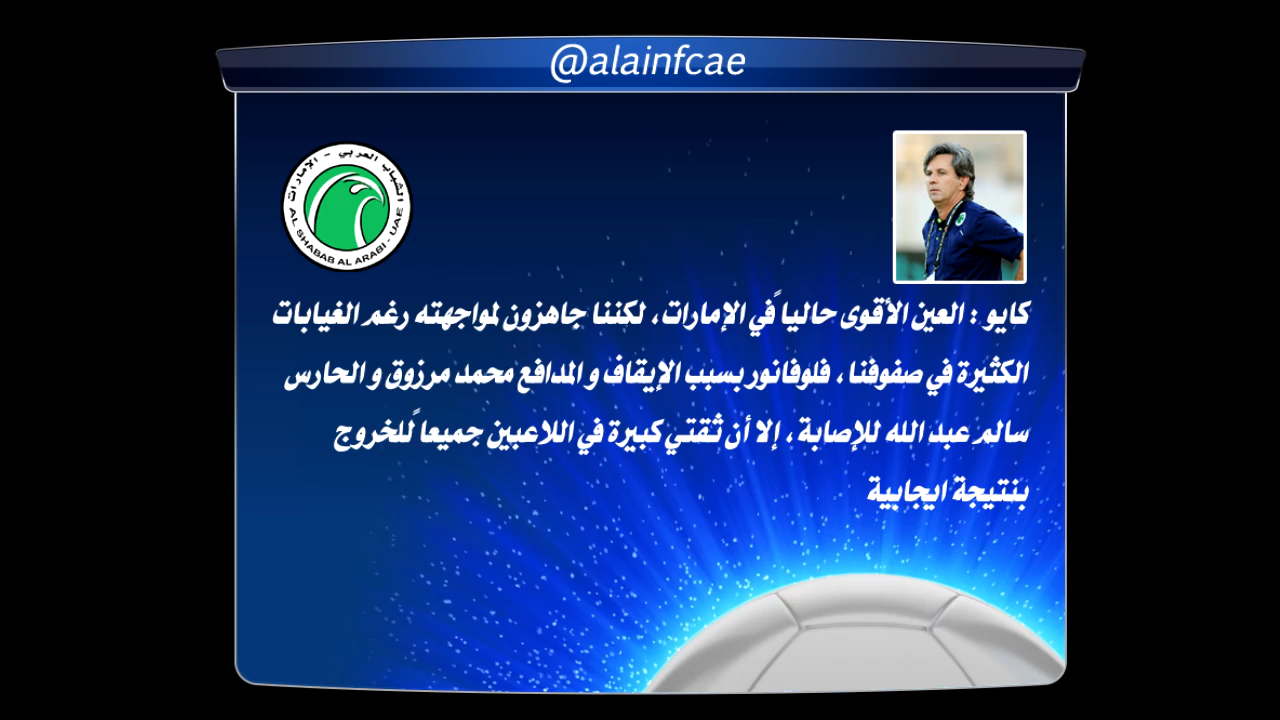 @alainfcae
الشباب العربي - الإمارات
AL SHABAB AL ARABI - UAE
كايو : العين الأقوى حالياً في الإمارات، لكننا جاهزون لمواجهته رغم الغيابات
الكثيرة في صفوفنا ، فلوفانور بسبب الإيقاف و المدافع محمد مرزوق و الحارس
سالم عبد الله للإصابة ، إلا أن ثقتي كبيرة في اللاعبين جميعاً للخروج
بنتيجة ايجابية